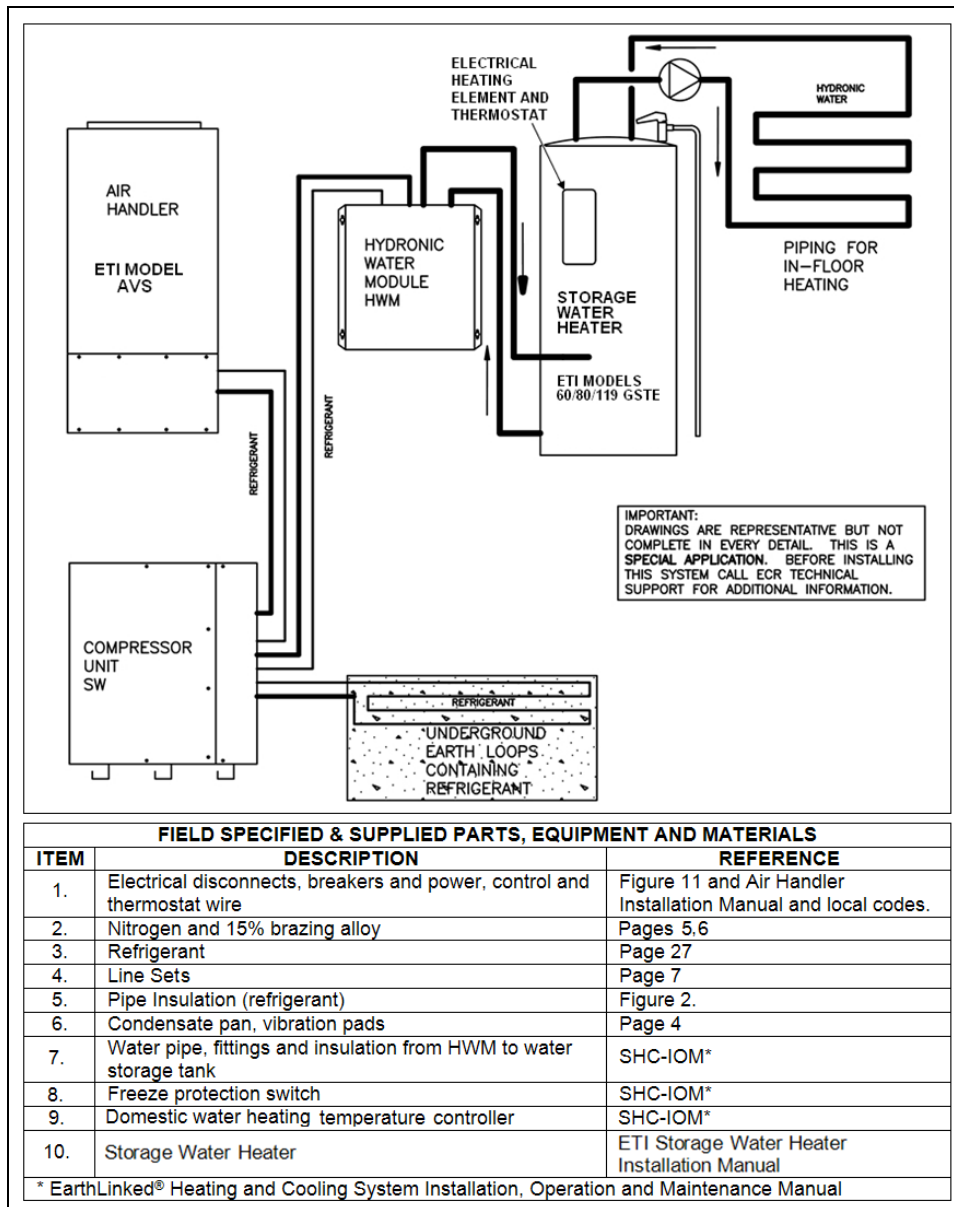 ELECTRICAL
HEATING
ELEMENT AND
THERMOSTAT
HYDRONIC
WATER
AIR
HANDLER
ETI MODEL
AVS
HYDRONIC
WATER
MODULE
HWM
PIPING FOR
IN-FLOOR
HEATING
STORAGE
WATER
HEATER
ETI MODELS
60/80/119 GSTE
REFRIGERANT
REFRIGERANT
IMPORTANT:
DRAWINGS ARE REPRESENTATIVE BUT NOT
COMPLETE IN EVERY DETAIL. THIS IS A
SPECIAL APPLICATION. BEFORE INSTALLING
THIS SYSTEM CALL ECR TECHNICAL
SUPPORT FOR ADDITIONAL INFORMATION.
COMPRESSOR
UNIT
SW
REFRIGERANT
UNDERGROUND
EARTH LOOPS
CONTAINING
REFRIGERANT
FIELD SPECIFIED & SUPPLIED PARTS, EQUIPMENT AND MATERIALS
ITEM DESCRIPTION REFERENCE
1. Electrical disconnects, breakers and power, control and
thermostat wire
Figure 11 and Air Handler
Installation Manual and local codes.
2. Nitrogen and 15% brazing alloy Pages 5,6
3. Refrigerant Page 27
4. Line Sets Page 7
5. Pipe Insulation (refrigerant) Figure 2.
6. Condensate pan, vibration pads Page 4
7. Water pipe, fittings and insulation from HWM to water
storage tank
SHC-IOM*
8. Freeze protection switch SHC-IOM*
9. Domestic water heating temperature controller SHC-IOM*
10. Storage Water Heater
ETI Storage Water Heater
Installation Manual
* EarthLinked® Heating and Cooling System Installation, Operation and Maintenance Manual